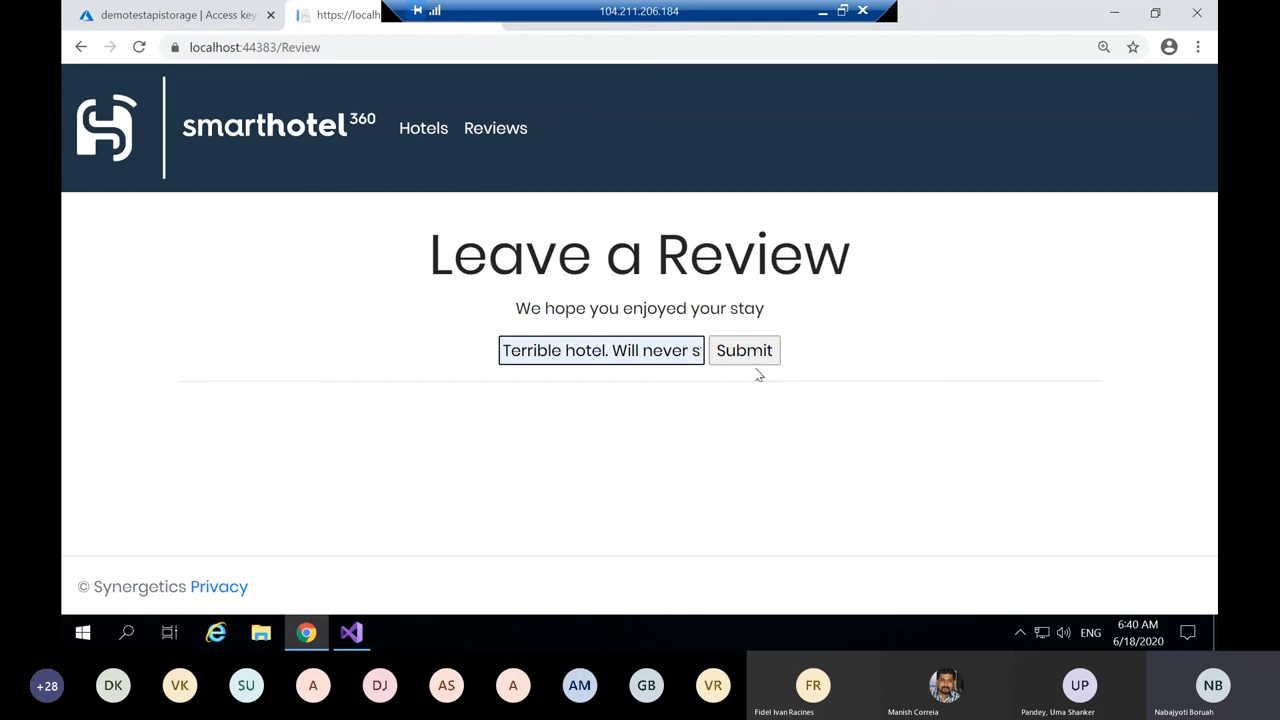 demotestapistorage | Access key
https://localh
104.211.206.184
localhost:44383/Review
smarthotel360
Hotels
Reviews
Leave a Review
We hope you enjoyed your stay
Terrible hotel. Will never s
Submit
© Synergetics Privacy
ENG
6:40 AM
6/18/2020
+28
DK
VK
SU
A
DJ
AS
A
AM
GB
VR
FR
UP
NB
Fidel Ivan Racines
Manish Correia
Pandey, Uma Shanker
Nabajyoti Boruah